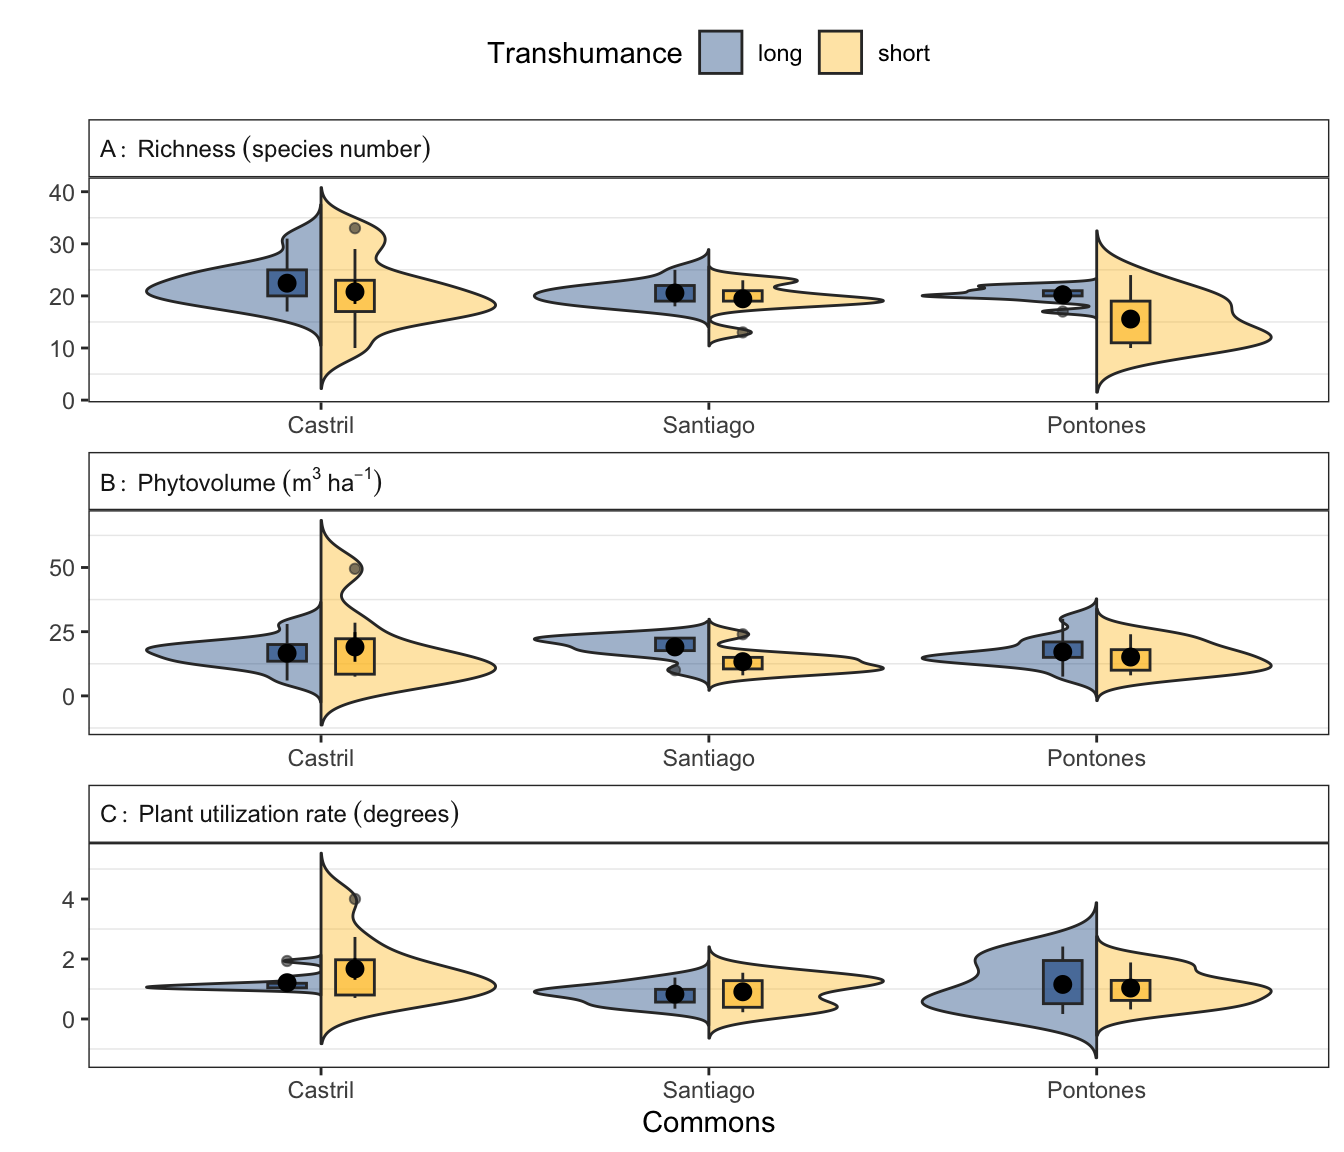 Transhumance long short
A: Richness (species number)
40
30
20
10
0
Castril Santiago Pontones
B: Phytovolume (m³ ha⁻¹)
50
25
0
Castril Santiago Pontones
C: Plant utilization rate (degrees)
4
2
0
Castril Santiago Pontones
Commons